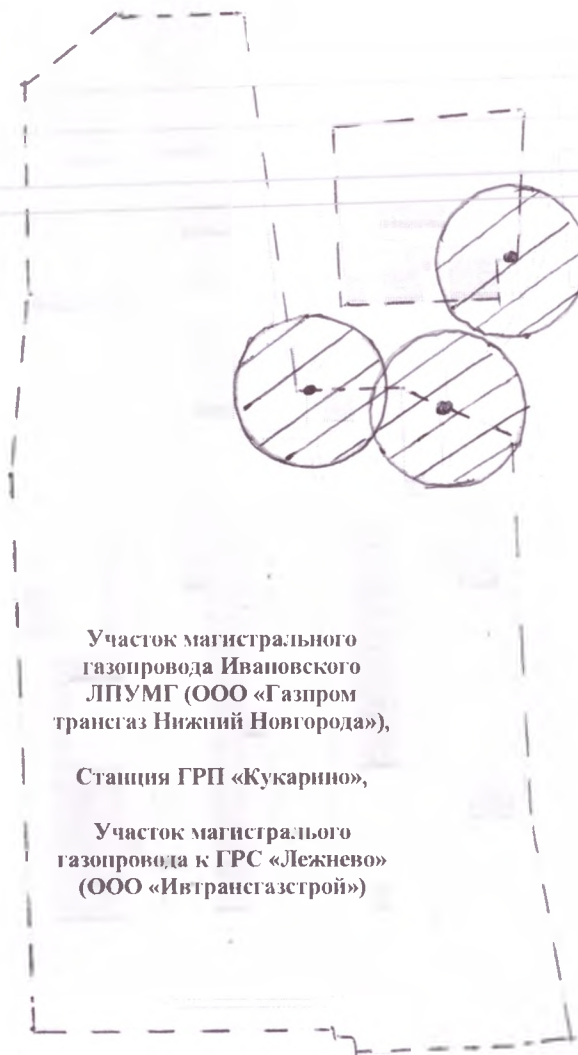 Участок магистрального
газопровода Ивановского
ЛПУМГ (ООО «Газпром
трансгаз Нижний Новгорода»),
Станция ГРП «Кукарино»,
Участок магистралього
газопровода к ГРС «Лежнево»
(ООО «Ивтрансгазстрой»)